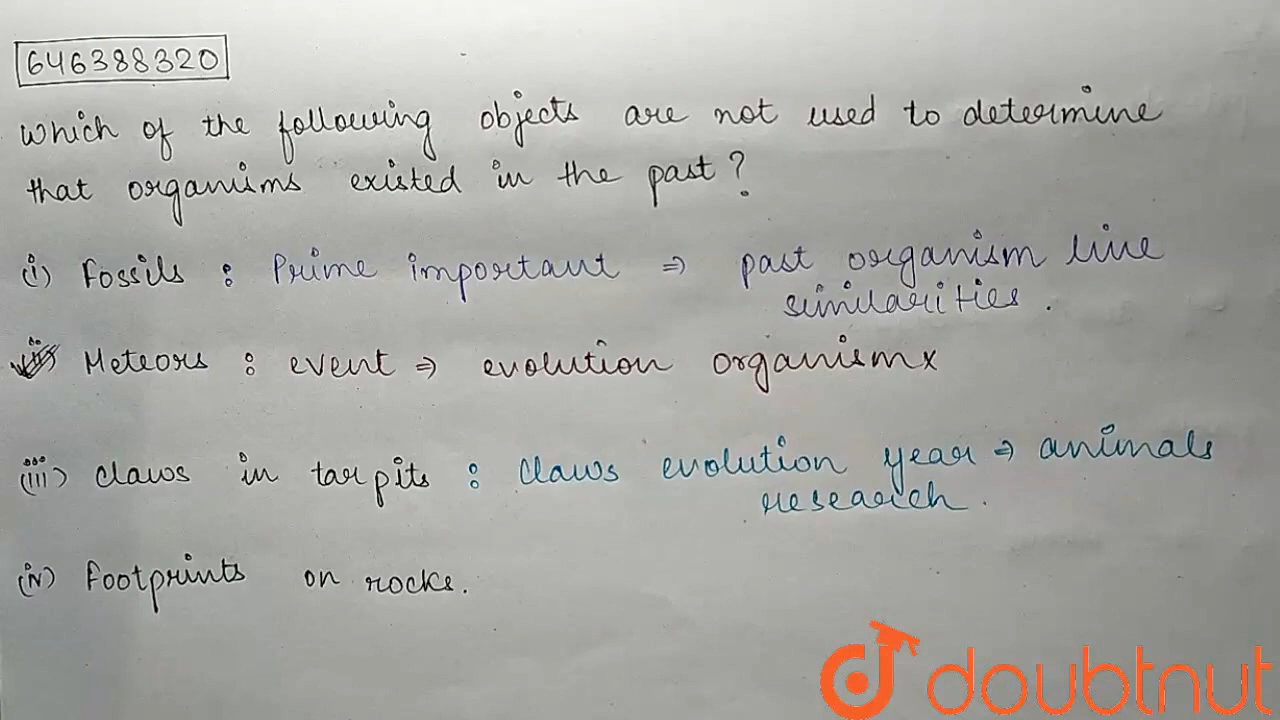 646388320
Which of the following objects are not used to determine
that organisms existed in the past?
(i) Fossils : Prime important ⇒ past organism line
similarities.
(ii) Meteors : event ⇒ evolution organism x
(iii) claws in tarpits : Claws evolution year ⇒ animals
research.
(iv) footprints on rocks.
doubtnut